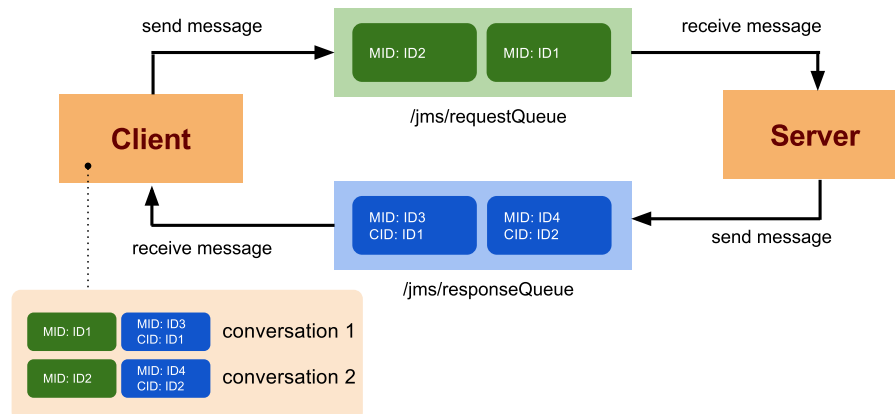 send message
receive message
MID: ID2
MID: ID1
/jms/requestQueue
Client
Server
MID: ID3
CID: ID1
MID: ID4
CID: ID2
receive message
send message
/jms/responseQueue
MID: ID1
MID: ID3
CID: ID1
conversation 1
MID: ID2
MID: ID4
CID: ID2
conversation 2